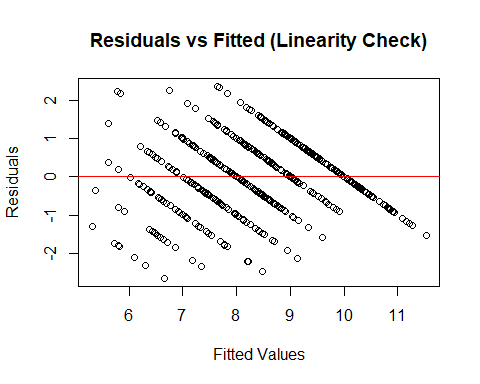 Residuals vs Fitted (Linearity Check)
2
1
0
-1
-2
Residuals
6 7 8 9 10 11
Fitted Values